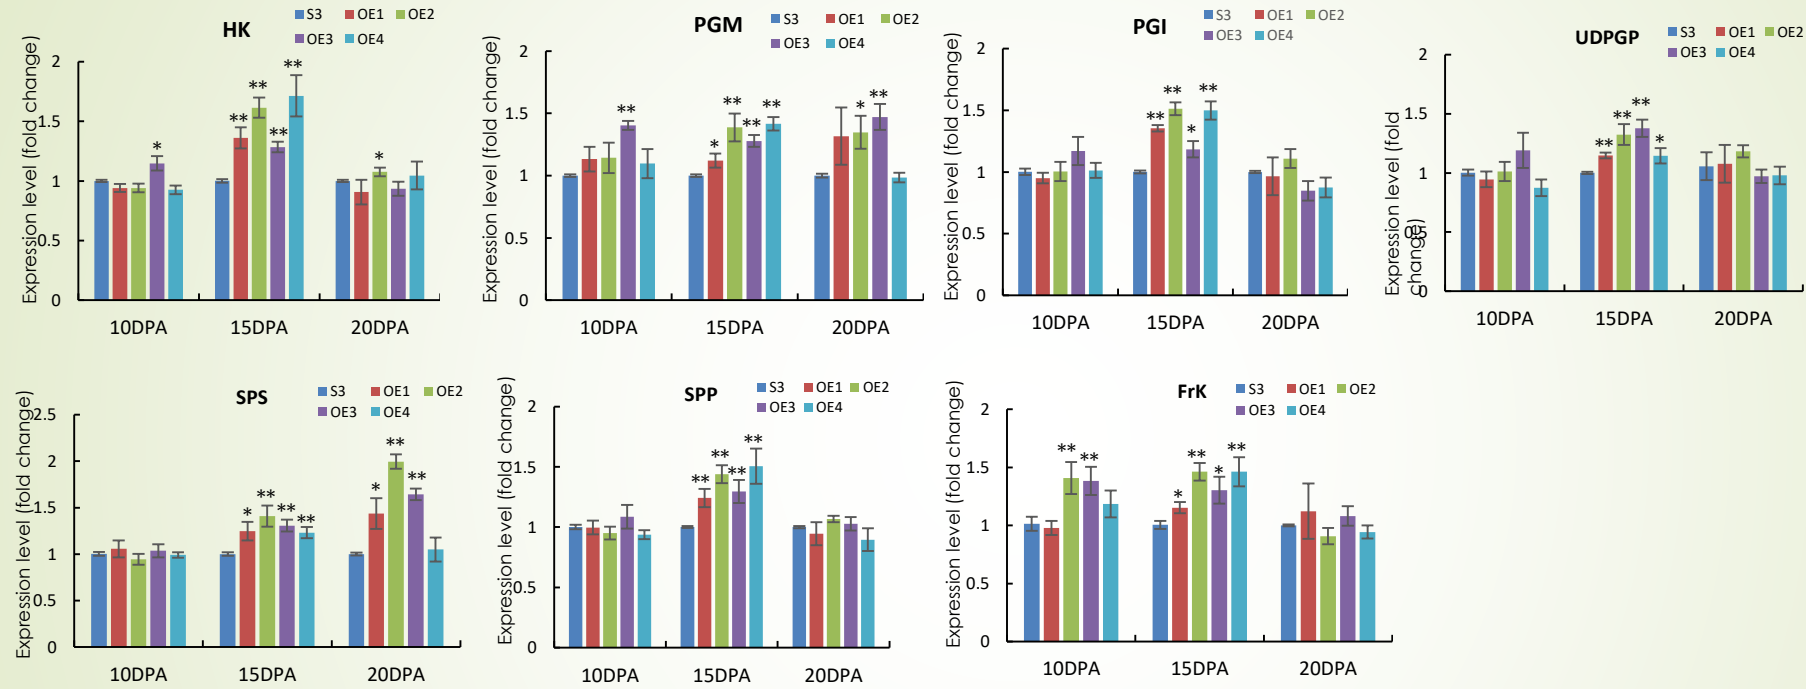 HK
S3 OE1 OE2
OE3 OE4
Expression level (fold change)
2
1.5
1
0.5
0
* ** ** ** ** *
10DPA 15DPA 20DPA
PGM
S3 OE1 OE2
OE3 OE4
Expression level (fold change)
2
1.5
1
0.5
0
** * ** ** ** * **
10DPA 15DPA 20DPA
PGI
S3 OE1 OE2
OE3 OE4
Expression level (fold change)
2
1.5
1
0.5
0
** ** * **
10DPA 15DPA 20DPA
UDPGP
S3 OE1 OE2
OE3 OE4
Expression level (fold
change)
2
1.5
1
0.5
0
** ** ** *
10DPA 15DPA 20DPA
SPS
S3 OE1 OE2
OE3 OE4
Expression level (fold change)
2.5
2
1.5
1
0.5
0
* ** ** ** * ** **
10DPA 15DPA 20DPA
SPP
S3 OE1 OE2
OE3 OE4
Expression level (fold change)
2
1.5
1
0.5
0
** ** ** **
10DPA 15DPA 20DPA
FrK
S3 OE1 OE2
OE3 OE4
Expression level (fold change)
2
1.5
1
0.5
0
** ** * ** * **
10DPA 15DPA 20DPA